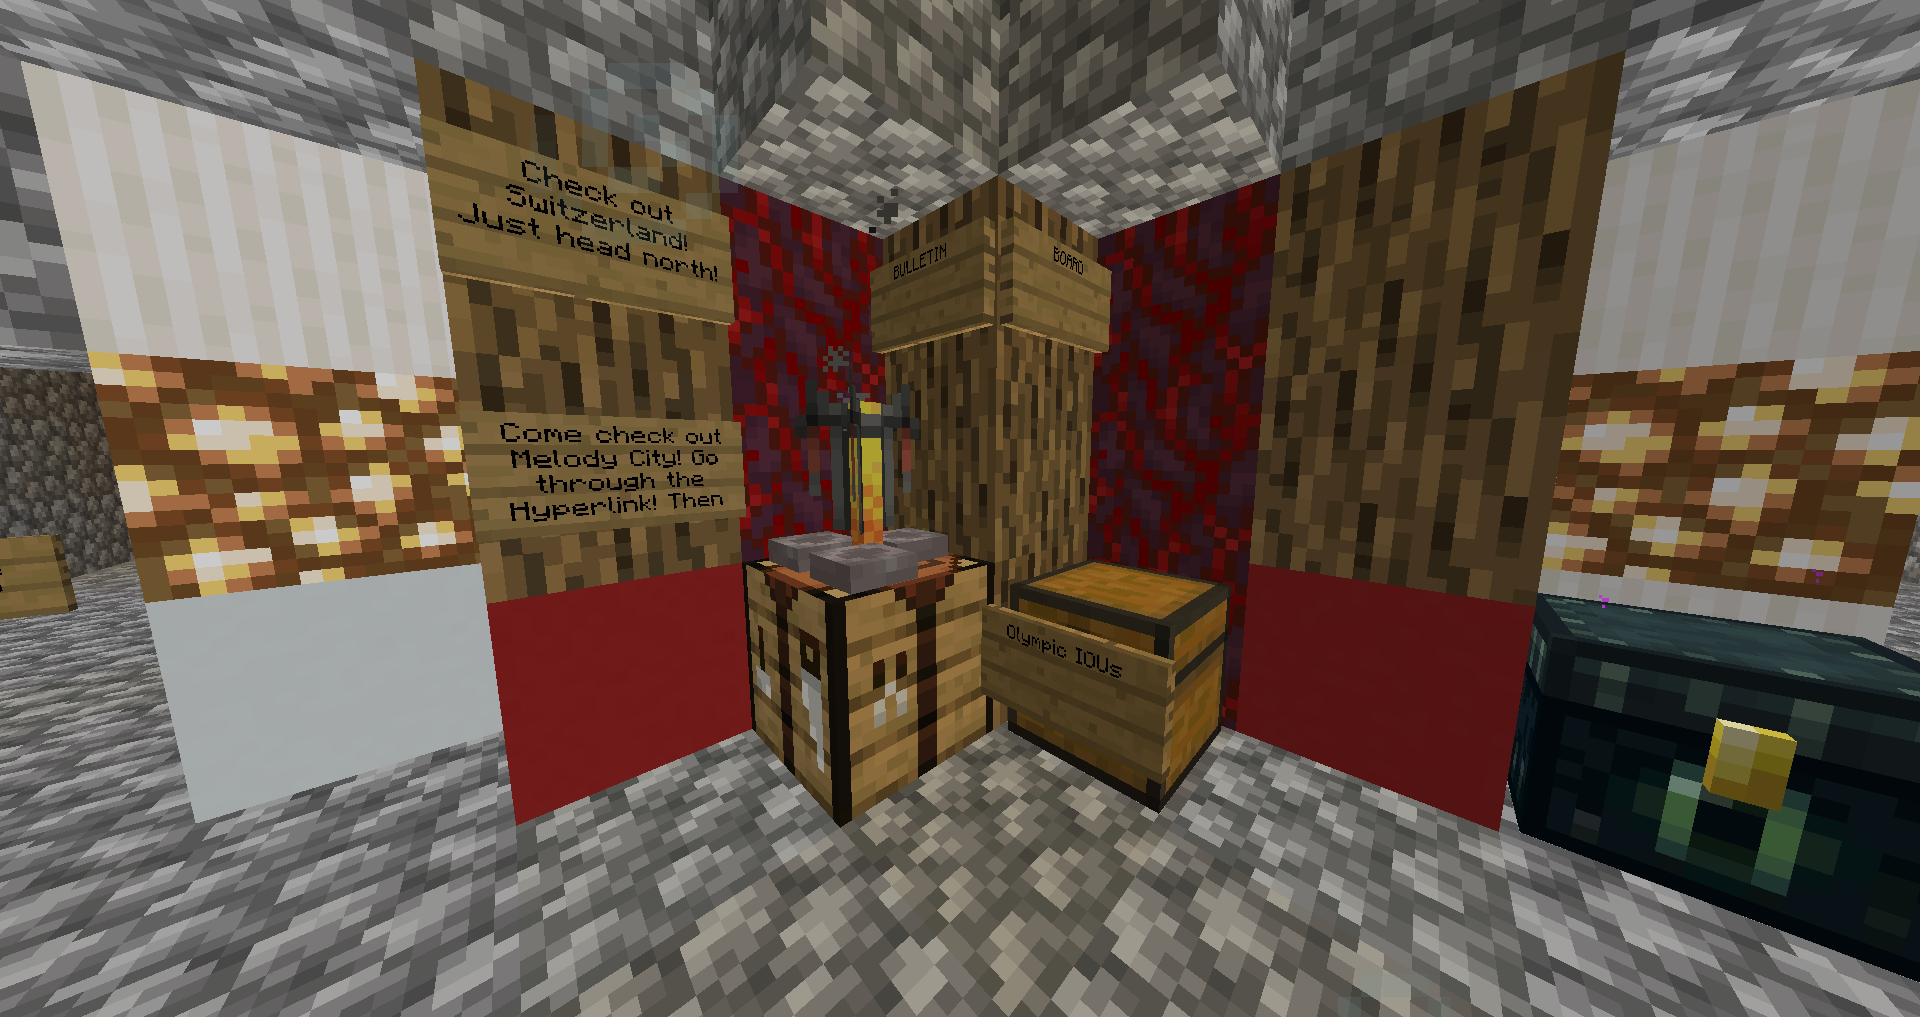 Check out
Switzerland!
Just head north!
Come check out
Melody City! Go
through the
Hyperlink! Then
BULLETIN
BOARD
Olympic IOUs